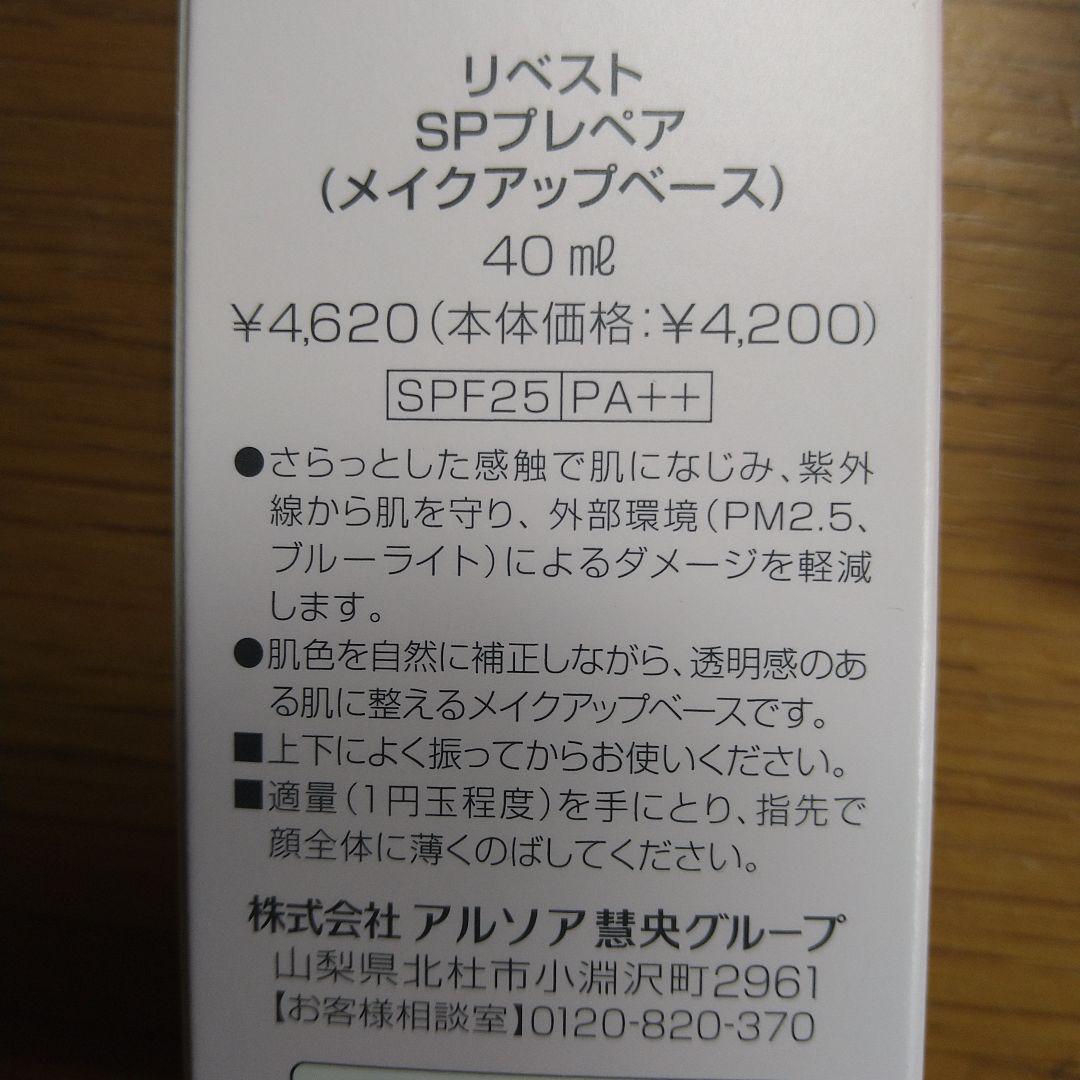 リベスト
SPプレペア
(メイクアップベース)
40㎖
¥4,620(本体価格:¥4,200)
SPF25 PA++
●さらっとした感触で肌になじみ、紫外
線から肌を守り、外部環境(PM2.5、
ブルーライト)によるダメージを軽減
します。
●肌色を自然に補正しながら、透明感のあ
る肌に整えるメイクアップベースです。
■上下によく振ってからお使いください。
■適量(1円玉程度)を手にとり、指先で
顔全体に薄くのばしてください。
株式会社 アルソア慧央グループ
山梨県北杜市小淵沢町2961
【お客様相談室】0120-820-370